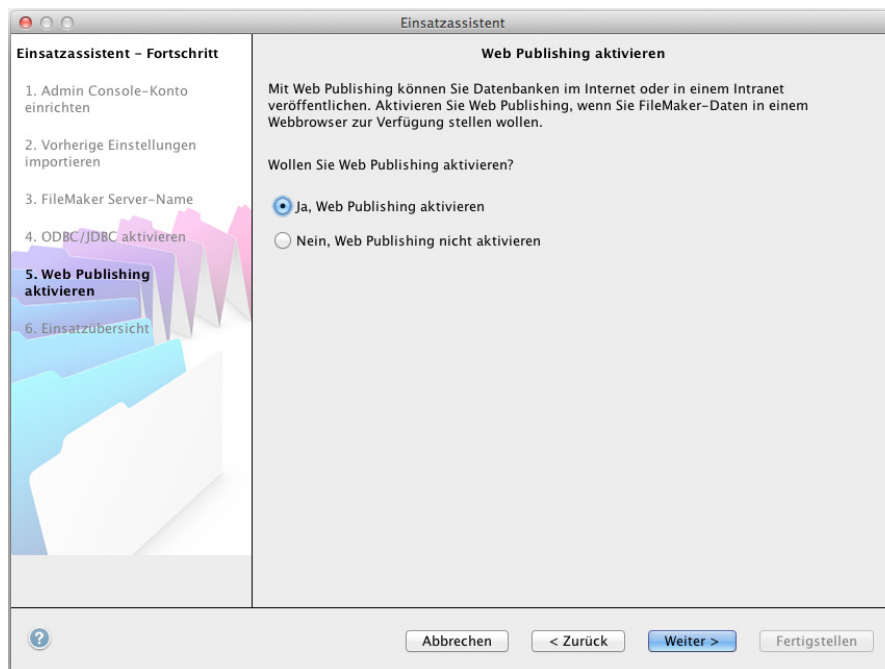 Einsatzassistent
Einsatzassistent – Fortschritt
1. Admin Console-Konto
einrichten
2. Vorherige Einstellungen
importieren
3. FileMaker Server-Name
4. ODBC/JDBC aktivieren
5. Web Publishing
aktivieren
6. Einsatzübersicht
Web Publishing aktivieren
Mit Web Publishing können Sie Datenbanken im Internet oder in einem Intranet
veröffentlichen. Aktivieren Sie Web Publishing, wenn Sie FileMaker-Daten in einem
Webbrowser zur Verfügung stellen wollen.
Wollen Sie Web Publishing aktivieren?
Ja, Web Publishing aktivieren
Nein, Web Publishing nicht aktivieren
?
Abbrechen
< Zurück
Weiter >
Fertigstellen